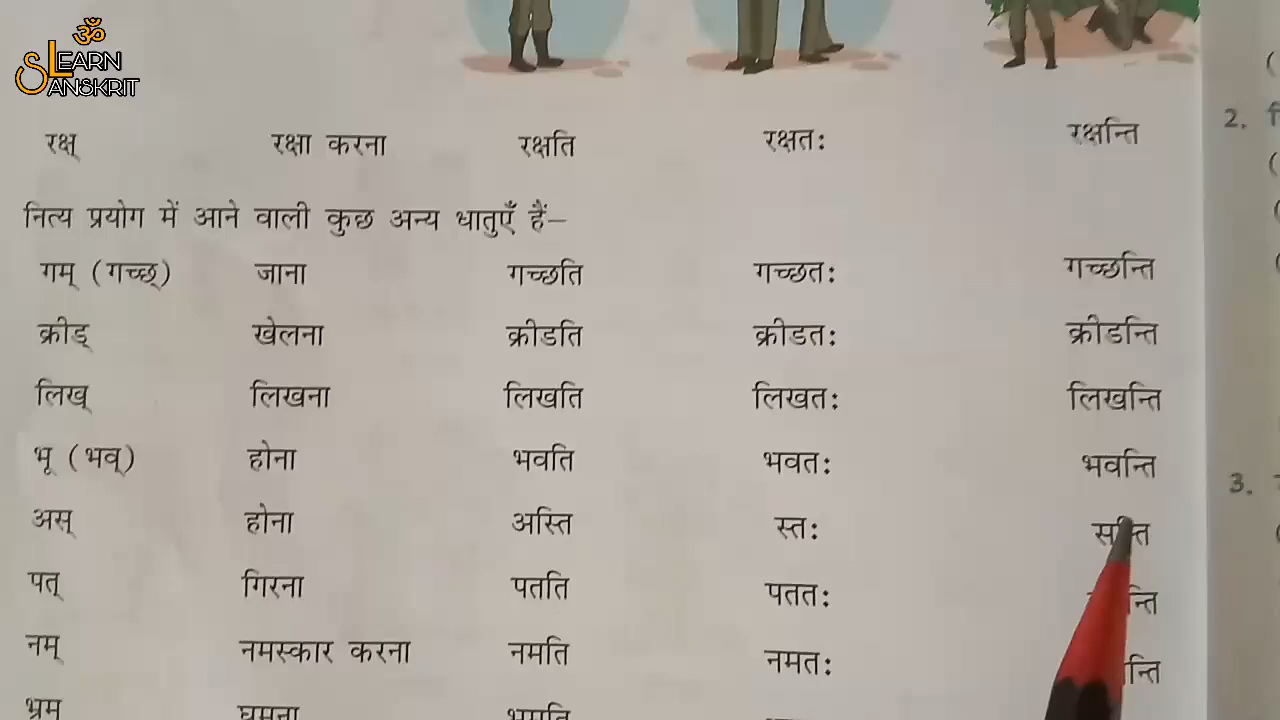 ॐ
LEARN
SANSKRIT
रक्ष् रक्षा करना रक्षति रक्षतः रक्षन्ति
नित्य प्रयोग में आने वाली कुछ अन्य धातुएँ हैं–
गम् (गच्छ्) जाना गच्छति गच्छतः गच्छन्ति
क्रीड् खेलना क्रीडति क्रीडतः क्रीडन्ति
लिख् लिखना लिखति लिखतः लिखन्ति
भू (भव्) होना भवति भवतः भवन्ति
अस् होना अस्ति स्तः सन्ति
पत् गिरना पतति पततः
नम् नमस्कार करना नमति नमतः
2.
3.